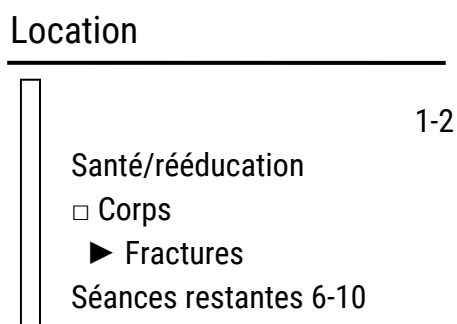 Location
1-2
Santé/rééducation
□ Corps
► Fractures
Séances restantes 6-10